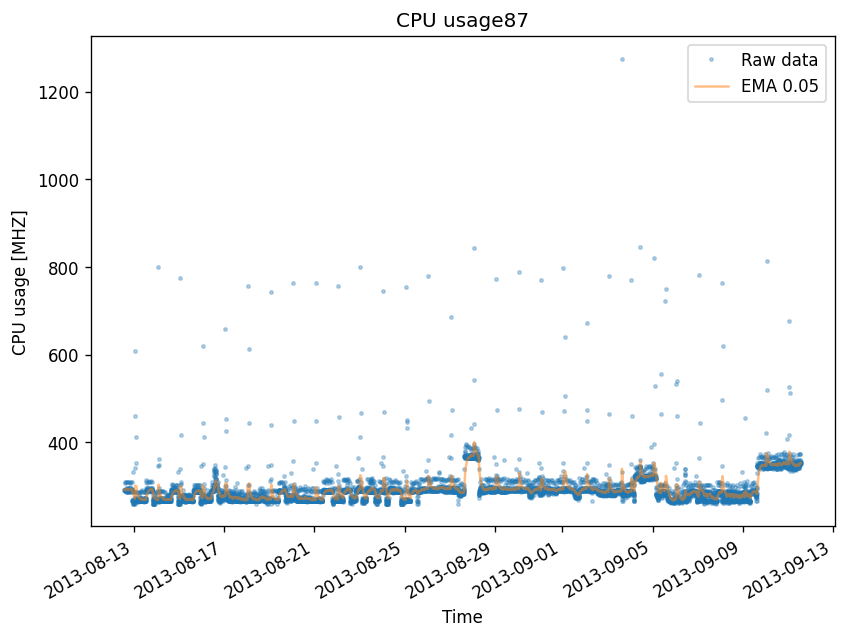 CPU usage87
Raw data
EMA 0.05
1200
1000
800
600
400
CPU usage [MHZ]
2013-08-13
2013-08-17
2013-08-21
2013-08-25
2013-08-29
2013-09-01
2013-09-05
2013-09-09
2013-09-13
Time